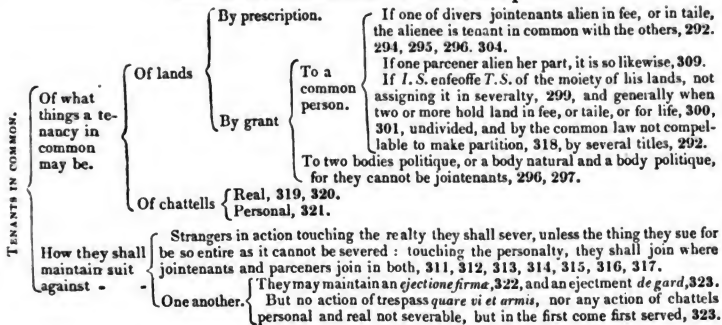 TENANTS IN COMMON.
Of what
things a te-
nancy in
common
may be.
Of lands
By prescription.
By grant
To a
common
person.
If one of divers jointenants alien in fee, or in taile,
the alienee is tenant in common with the others, 292.
294, 295, 296. 304.
If one parcener alien her part, it is so likewise, 309.
If I. S. enfeoffe T. S. of the moiety of his lands, not
assigning it in severalty, 299, and generally when
two or more hold land in fee, or taile, or for life, 300,
301, undivided, and by the common law not compel-
lable to make partition, 318, by several titles, 292.
To two bodies politique, or a body natural and a body politique,
for they cannot be jointenants, 296, 297.
Of chattells
Real, 319, 320.
Personal, 321.
How they shall
maintain suit
against - -
Strangers in action touching the realty they shall sever, unless the thing they sue for
be so entire as it cannot be severed : touching the personalty, they shall join where
jointenants and parceners join in both, 311, 312, 313, 314, 315, 316, 317.
One another.
They may maintain an ejectione firmæ, 322, and an ejectment de gard, 323.
But no action of trespass quare vi et armis, nor any action of chattels
personal and real not severable, but in the first come first served, 323.